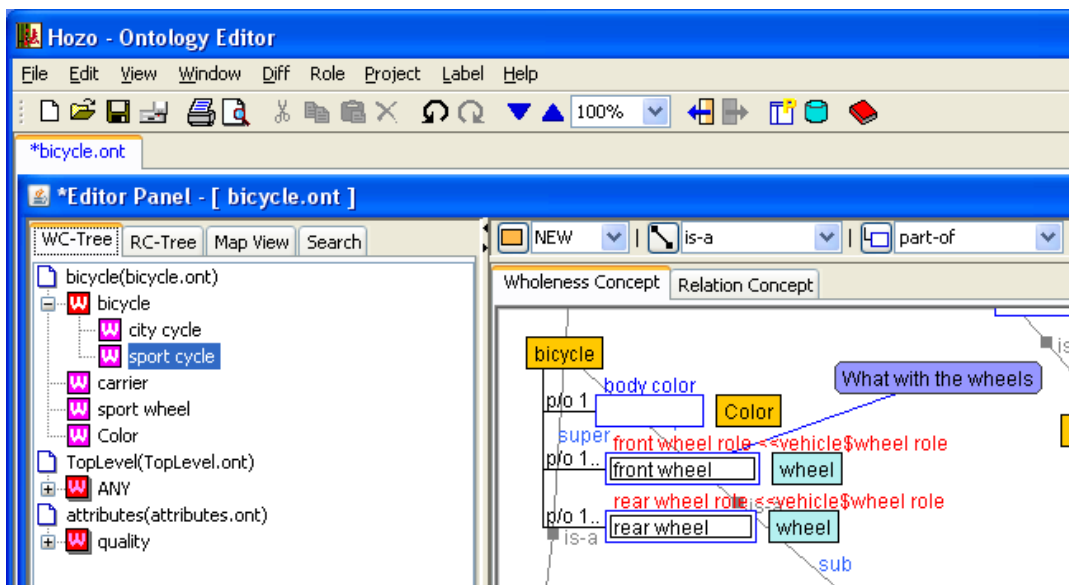 Hozo - Ontology Editor
File Edit View Window Diff Role Project Label Help
100%
*bicycle.ont
*Editor Panel - [ bicycle.ont ]
WC-Tree RC-Tree Map View Search
NEW is-a part-of
bicycle(bicycle.ont)
bicycle
city cycle
sport cycle
carrier
sport wheel
Color
TopLevel(TopLevel.ont)
ANY
attributes(attributes.ont)
quality
Wholeness Concept Relation Concept
bicycle
is
What with the wheels
body color
p/o 1
Color
super
front wheel role <<vehicle$wheel role
p/o 1..
front wheel
wheel
rear wheel role <<vehicle$wheel role
is-a
p/o 1..
rear wheel
wheel
is-a
sub